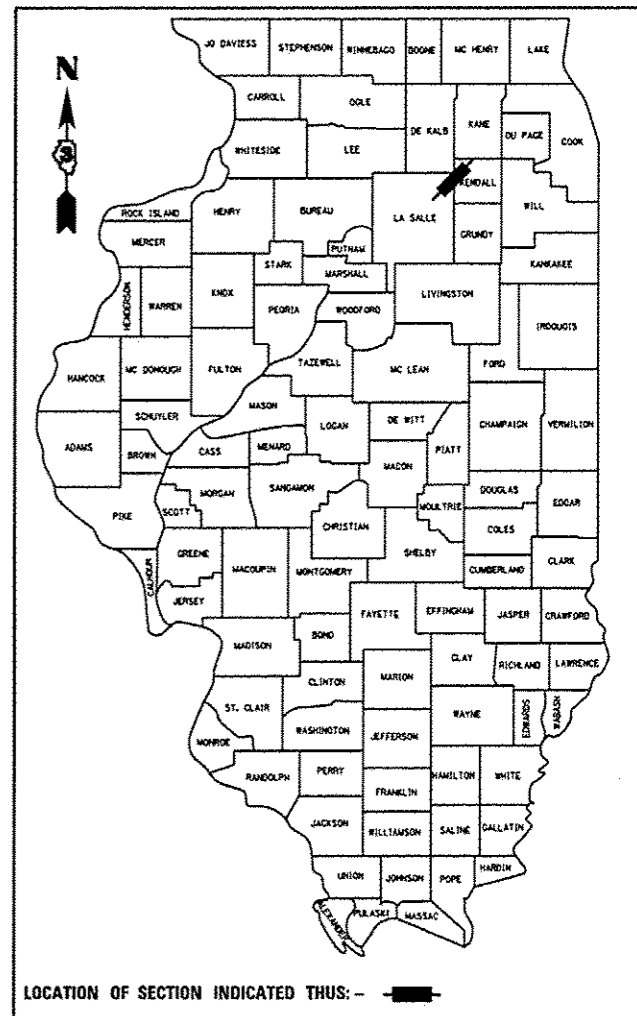 JO DAVIESS STEPHENSON WINNEBAGO BOONE MC HENRY LAKE
N
CARROLL OGLE DE KALB KANE DU PAGE COOK
WHITESIDE LEE
KENDALL
ROCK ISLAND HENRY BUREAU LA SALLE WILL
GRUNDY
MERCER PUTNAM
STARK MARSHALL KANKAKEE
HENDERSON WARREN KNOX LIVINGSTON
PEORIA WOODFORD IROQUOIS
HANCOCK MC DONOUGH FULTON TAZEWELL MC LEAN FORD
MASON
SCHUYLER LOGAN DE WITT CHAMPAIGN VERMILION
ADAMS BROWN CASS MENARD PIATT
MACON
MORGAN SANGAMON DOUGLAS
PIKE SCOTT MOULTRIE EDGAR
CHRISTIAN COLES
GREENE SHELBY
CALHOUN MACOUPIN MONTGOMERY CUMBERLAND CLARK
JERSEY
FAYETTE EFFINGHAM JASPER CRAWFORD
MADISON BOND
CLAY RICHLAND LAWRENCE
CLINTON MARION
ST. CLAIR WAYNE EDWARDS WABASH
WASHINGTON JEFFERSON
MONROE
RANDOLPH PERRY HAMILTON WHITE
FRANKLIN
JACKSON WILLIAMSON SALINE GALLATIN
UNION JOHNSON POPE HARDIN
ALEXANDER PULASKI MASSAC
LOCATION OF SECTION INDICATED THUS: -